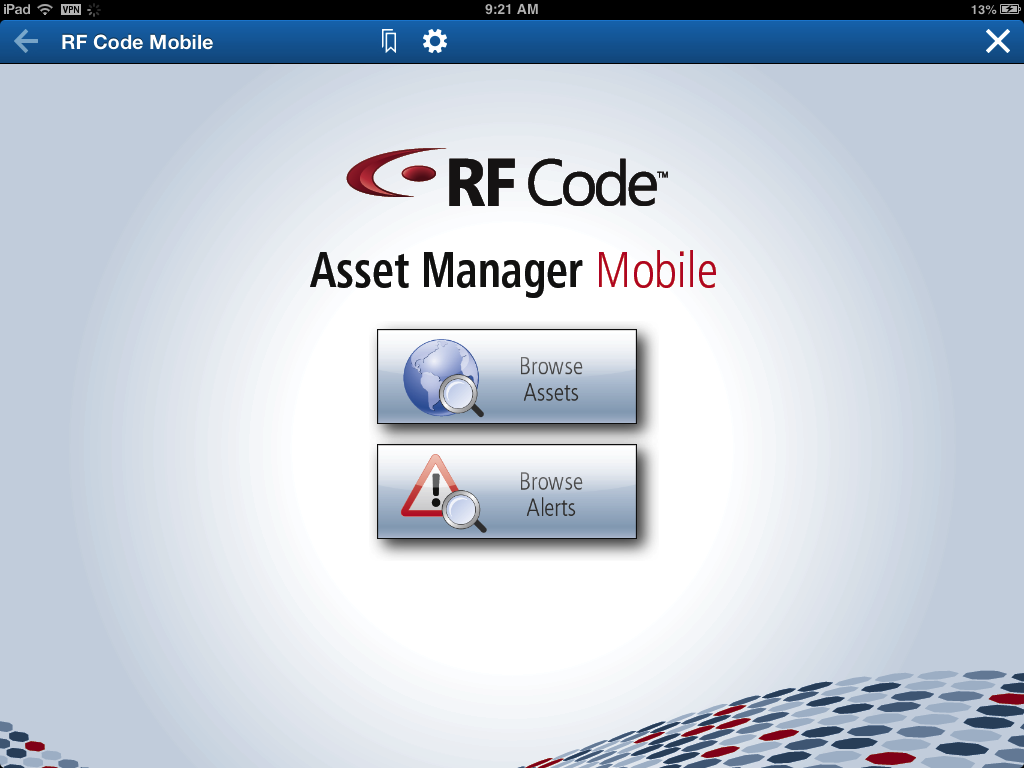 iPad VPN 9:21 AM 13%
RF Code Mobile
RF Code™
Asset Manager Mobile
Browse
Assets
Browse
Alerts